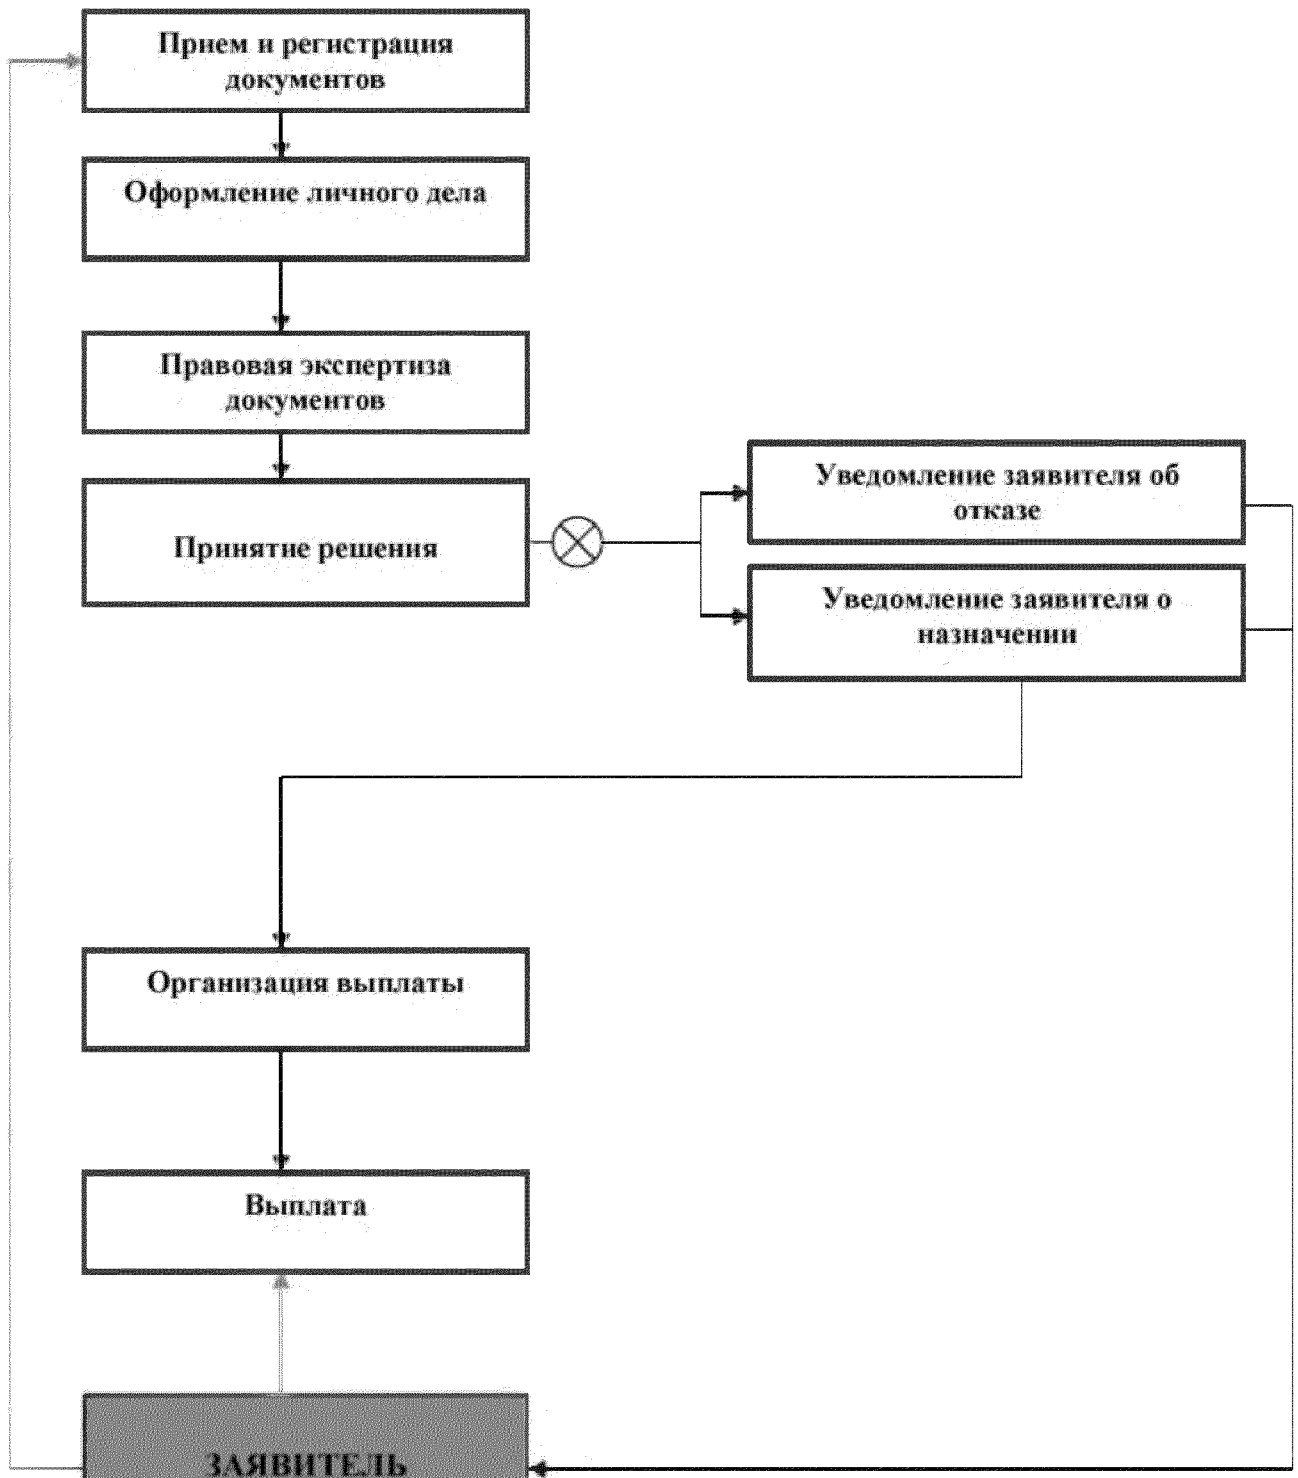 Прием и регистрация
документов
Оформление личного дела
Правовая экспертиза
документов
Принятие решения
Уведомление заявителя об
отказе
Уведомление заявителя о
назначении
Организация выплаты
Выплата
ЗАЯВИТЕЛЬ